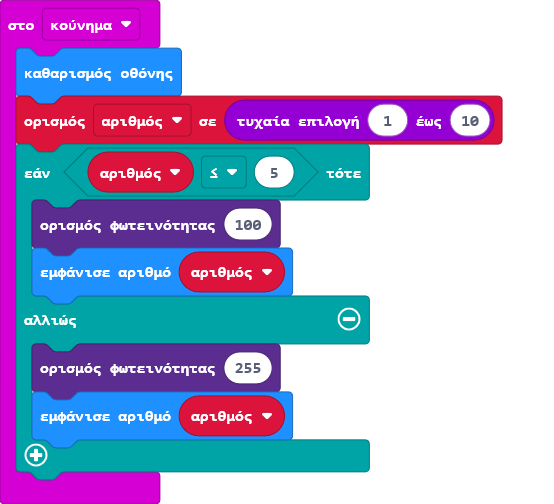 στο κούνημα
καθαρισμός οθόνης
ορισμός αριθμός σε τυχαία επιλογή 1 έως 10
εάν αριθμός ≤ 5 τότε
ορισμός φωτεινότητας 100
εμφάνισε αριθμό αριθμός
αλλιώς
ορισμός φωτεινότητας 255
εμφάνισε αριθμό αριθμός